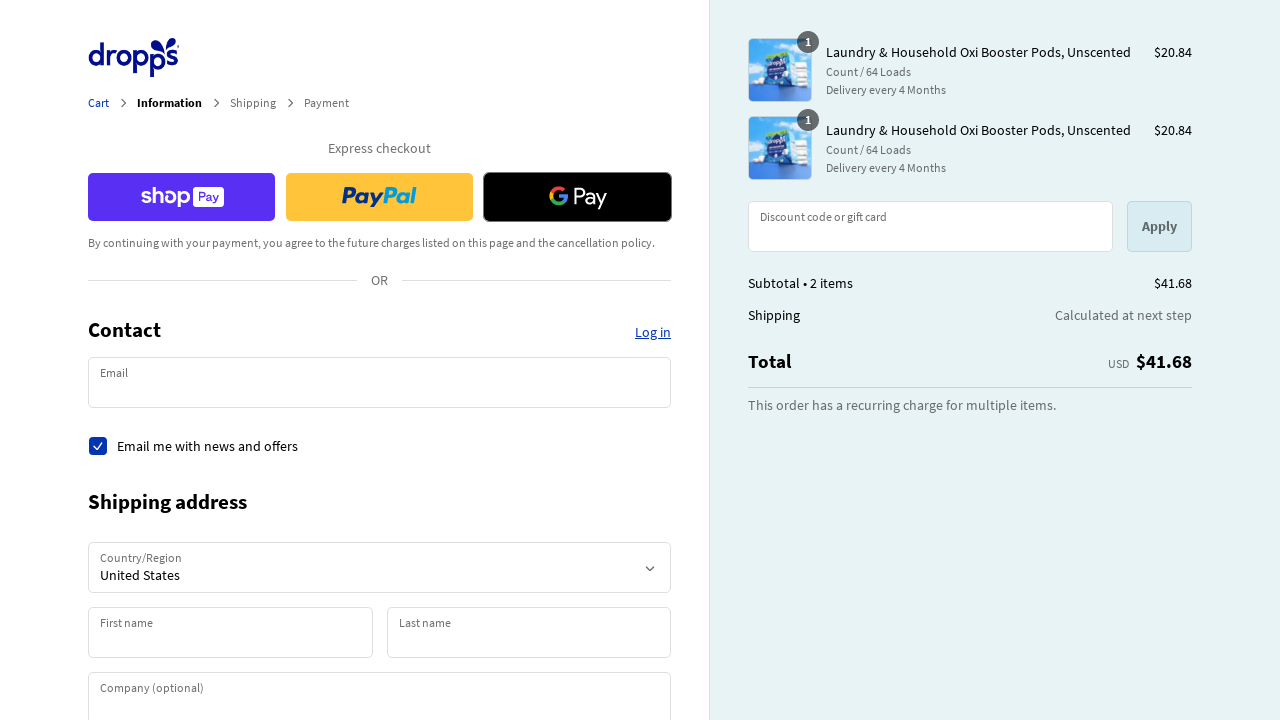 dropps
Cart
Information
Shipping
Payment
Express checkout
shop Pay
PayPal
G Pay
By continuing with your payment, you agree to the future charges listed on this page and the cancellation policy.
OR
Contact
Log in
Email
Email me with news and offers
Shipping address
Country/Region
United States
First name
Last name
Company (optional)
dropps
1
Laundry & Household Oxi Booster Pods, Unscented
$20.84
Count / 64 Loads
Delivery every 4 Months
dropps
1
Laundry & Household Oxi Booster Pods, Unscented
$20.84
Count / 64 Loads
Delivery every 4 Months
Discount code or gift card
Apply
Subtotal • 2 items
$41.68
Shipping
Calculated at next step
Total
USD $41.68
This order has a recurring charge for multiple items.